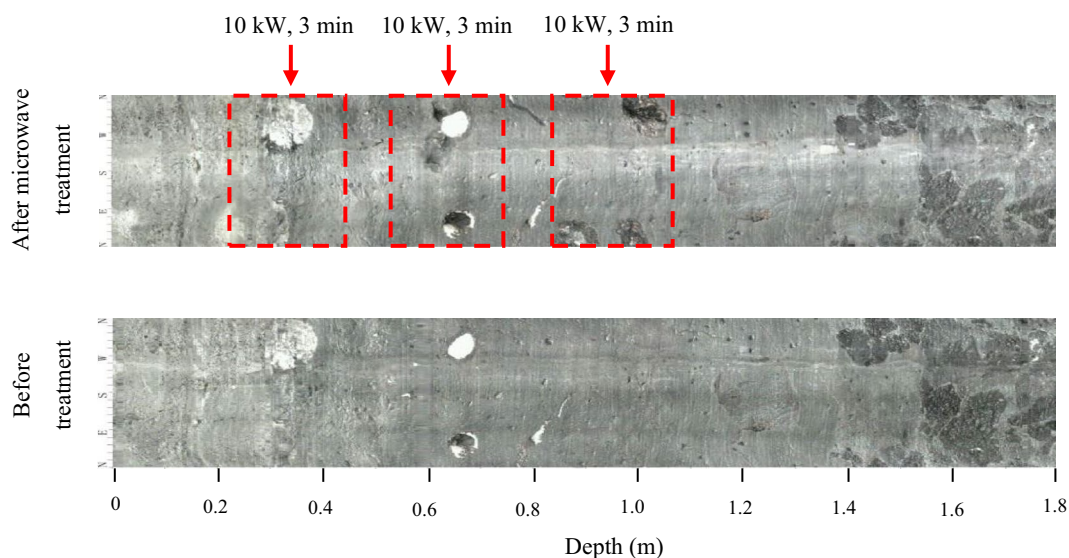 10 kW, 3 min
10 kW, 3 min
10 kW, 3 min
After microwave
treatment
N
W
S
E
N
Before
treatment
N
W
S
E
N
0
0.2
0.4
0.6
0.8
1.0
1.2
1.4
1.6
1.8
Depth (m)